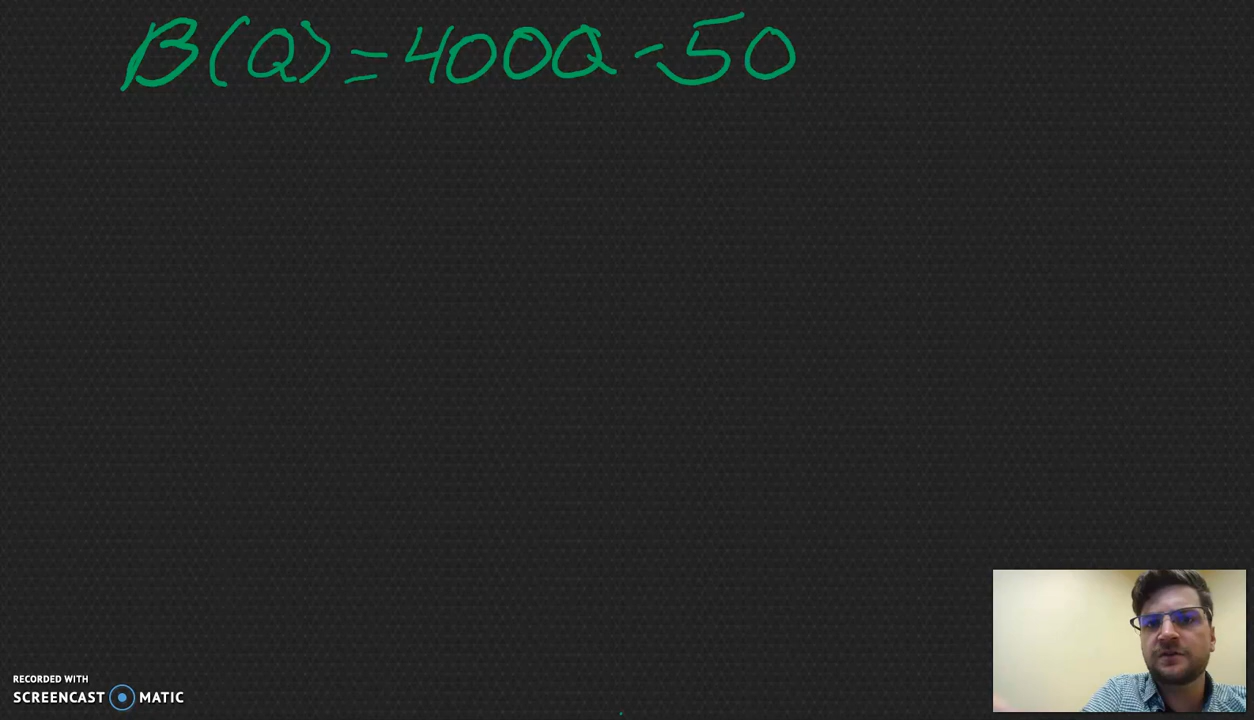 B(Q) = 400Q - 50
RECORDED WITH
SCREENCAST MATIC